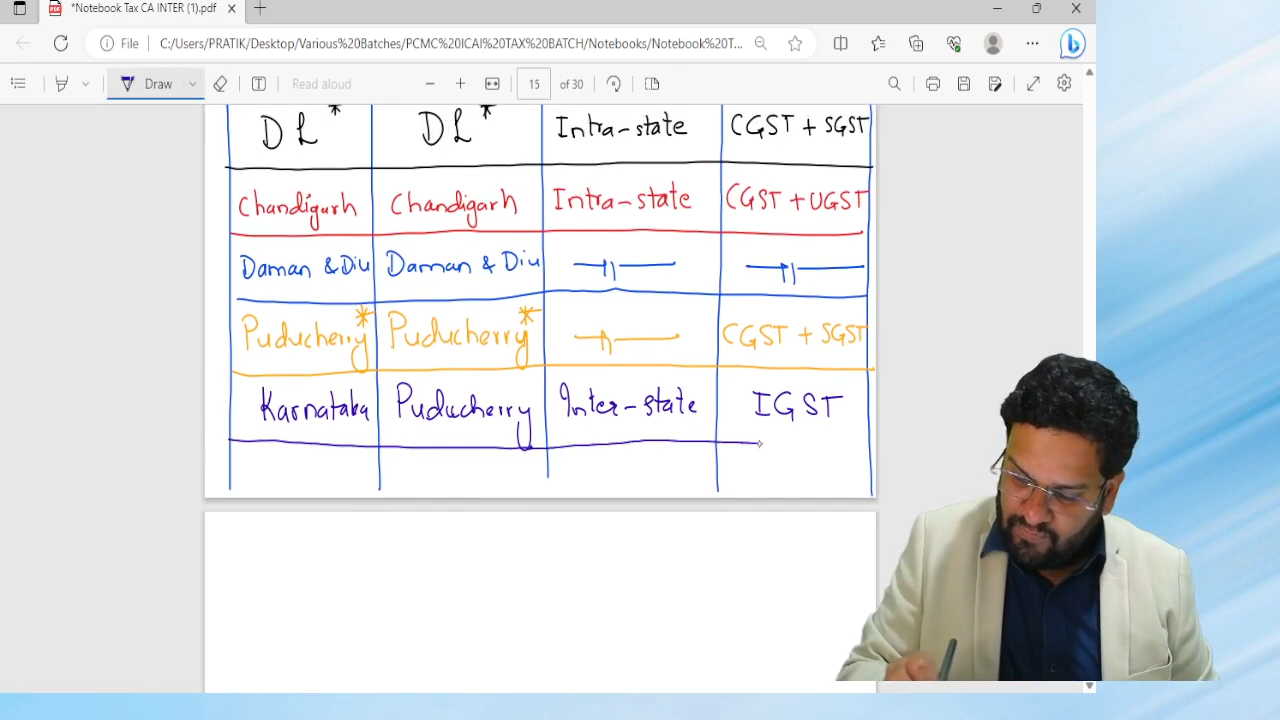 *Notebook Tax CA INTER (1).pdf
File C:/Users/PRATIK/Desktop/Various%20Batches/PCMC%20ICAI%20TAX%20BATCH/Notebooks/Notebook%20T...
Draw Read aloud 15 of 30
DL* DL* Intra-state CGST + SGST
Chandigarh Chandigarh Intra-state CGST + UGST
Daman & Diu Daman & Diu —||— —||—
Puducherry* Puducherry* —||— CGST + SGST
Karnataka Puducherry Inter-state IGST